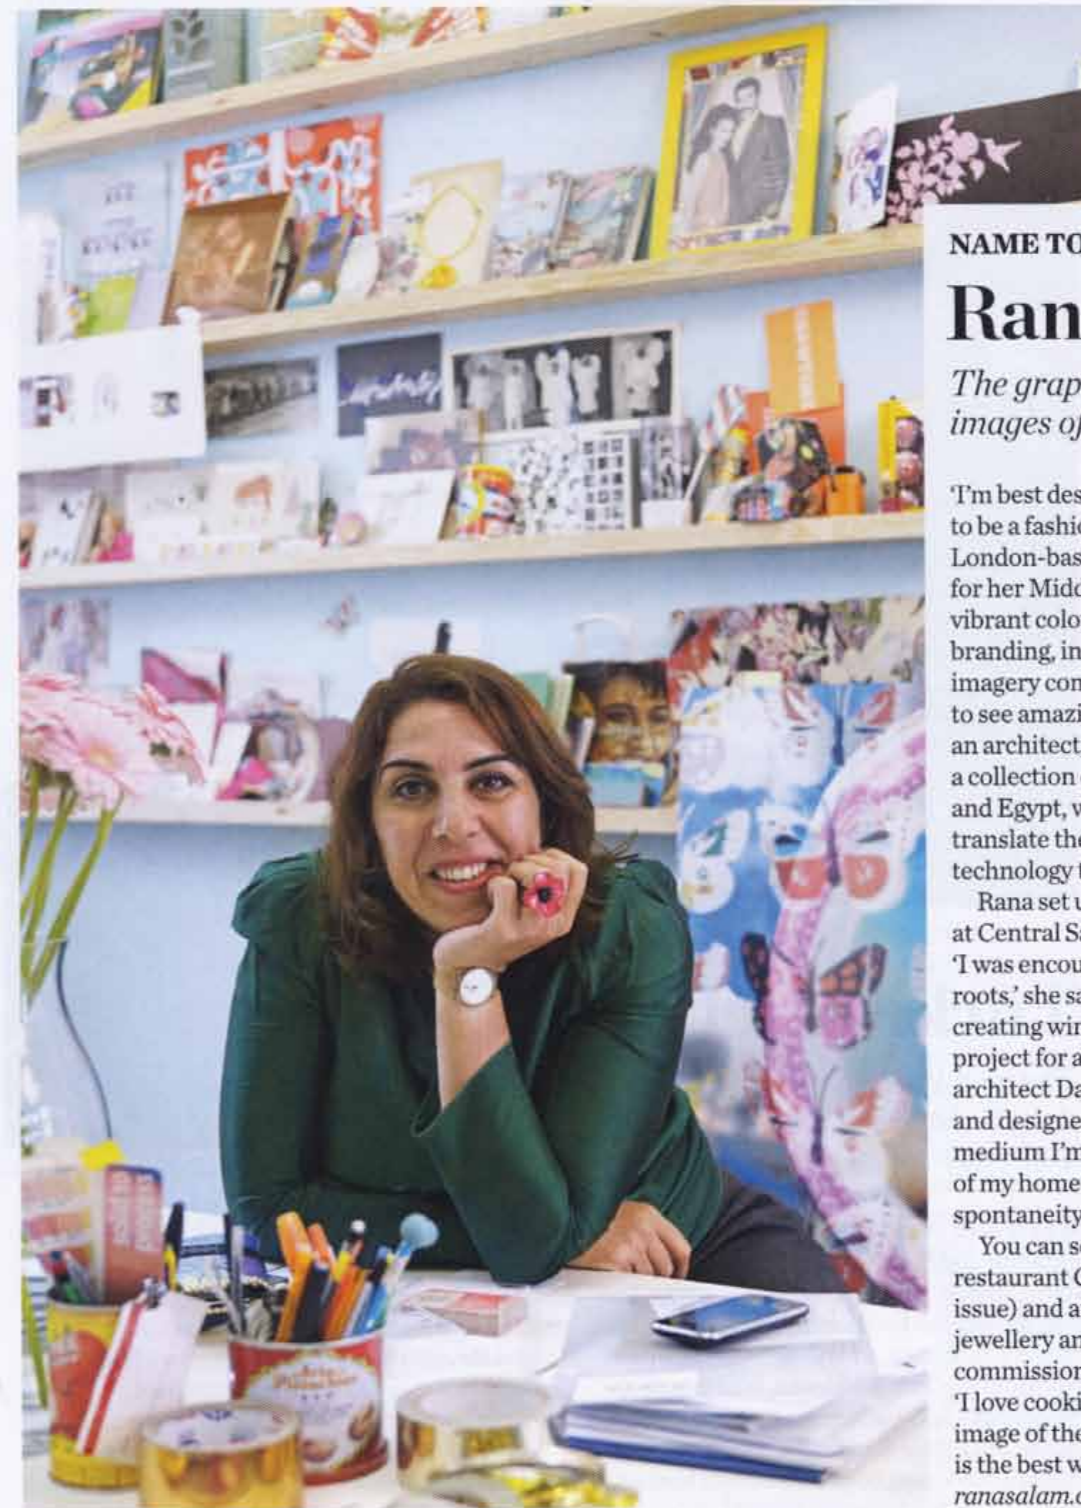 NAME TO
Ran
The grap
images of
'I'm best des
to be a fashio
London-bas
for her Midd
vibrant colou
branding, in
imagery com
to see amazi
an architect
a collection
and Egypt, w
translate the
technology t
Rana set u
at Central Sa
'I was encou
roots,' she sa
creating win
project for a
architect Da
and designe
medium I'm
of my home
spontaneity
You can se
restaurant C
issue) and a
jewellery an
commission
'I love cooki
image of the
is the best w
ranasalam.c